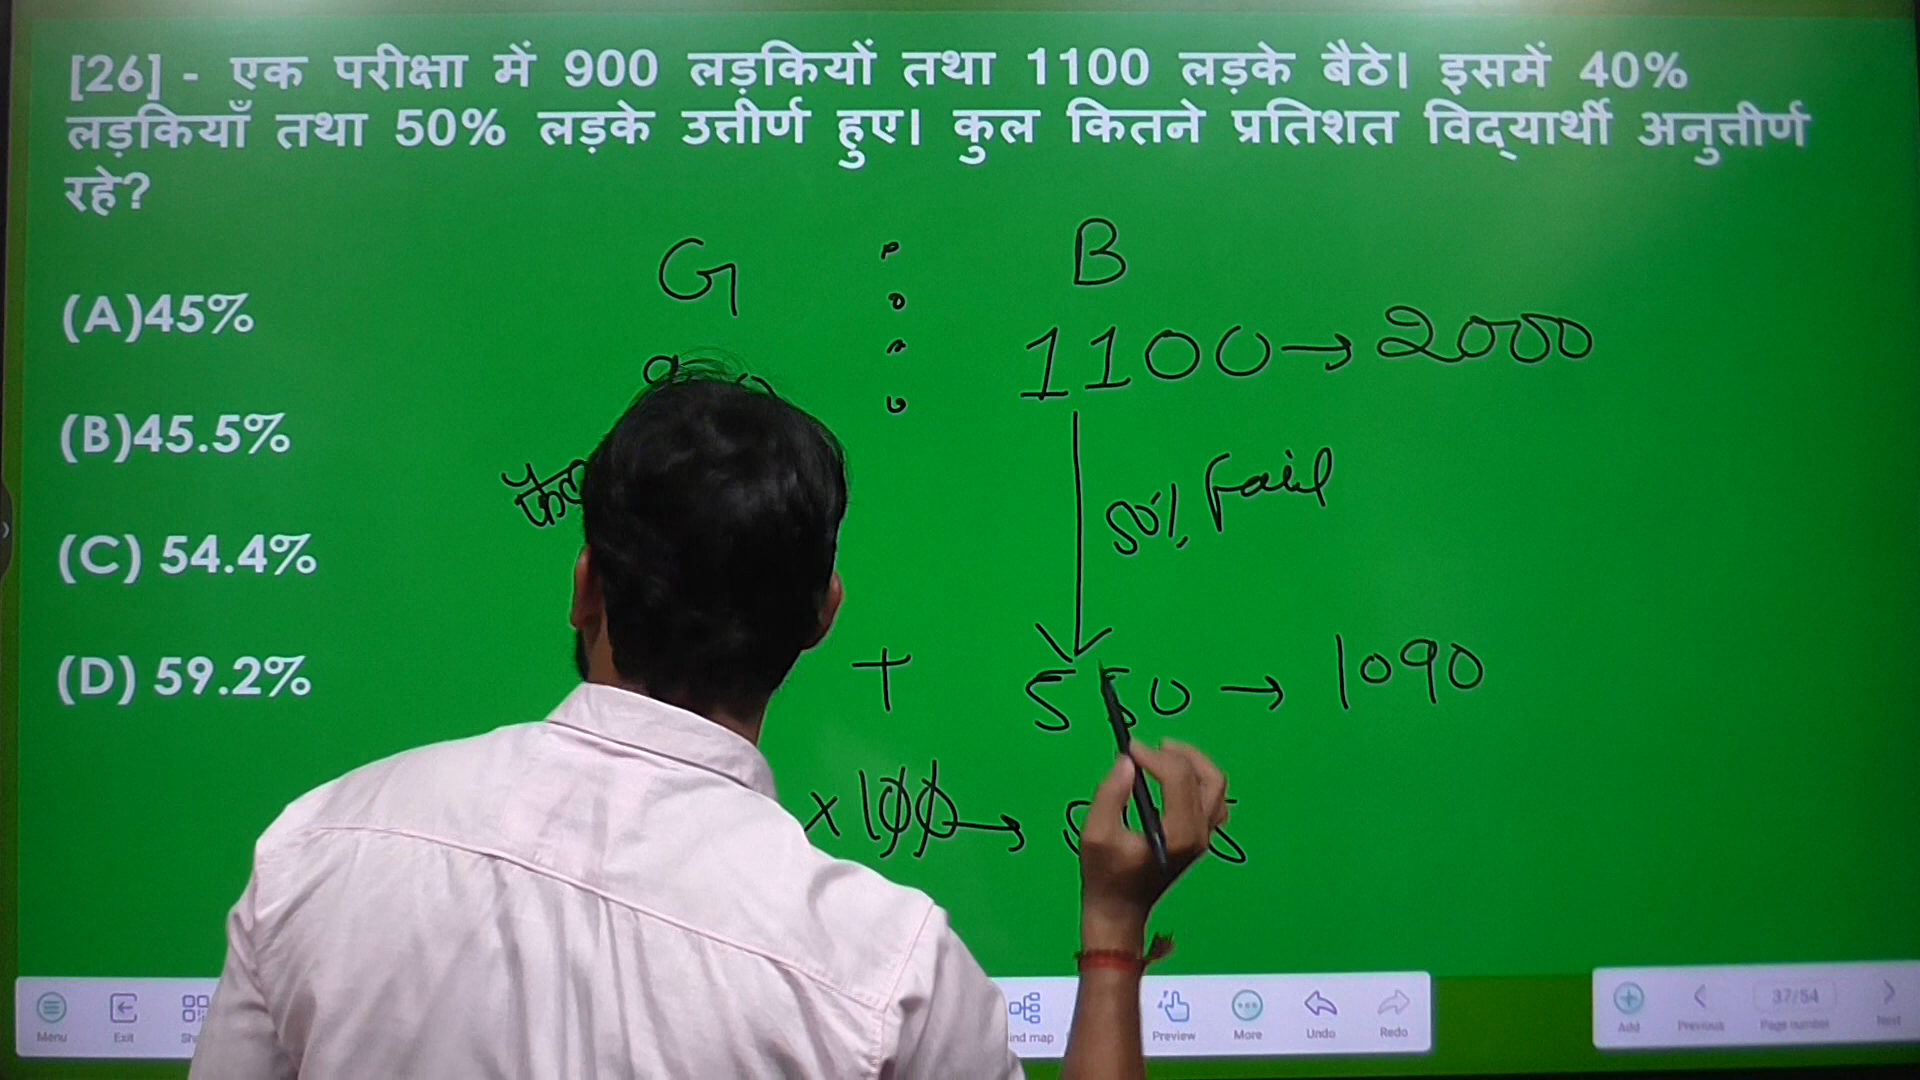 [26] - एक परीक्षा में 900 लड़कियों तथा 1100 लड़के बैठे। इसमें 40%
लड़कियाँ तथा 50% लड़के उत्तीर्ण हुए। कुल कितने प्रतिशत विद्यार्थी अनुत्तीर्ण
रहे?
G : B
1100 → 2000
(A)45%
(B)45.5%
50% Fail
(C) 54.4%
(D) 59.2%
+ 550 → 1090
×100 →
Menu Exit ind map Preview More Undo Redo
Add Previous 37/54 Page number Next